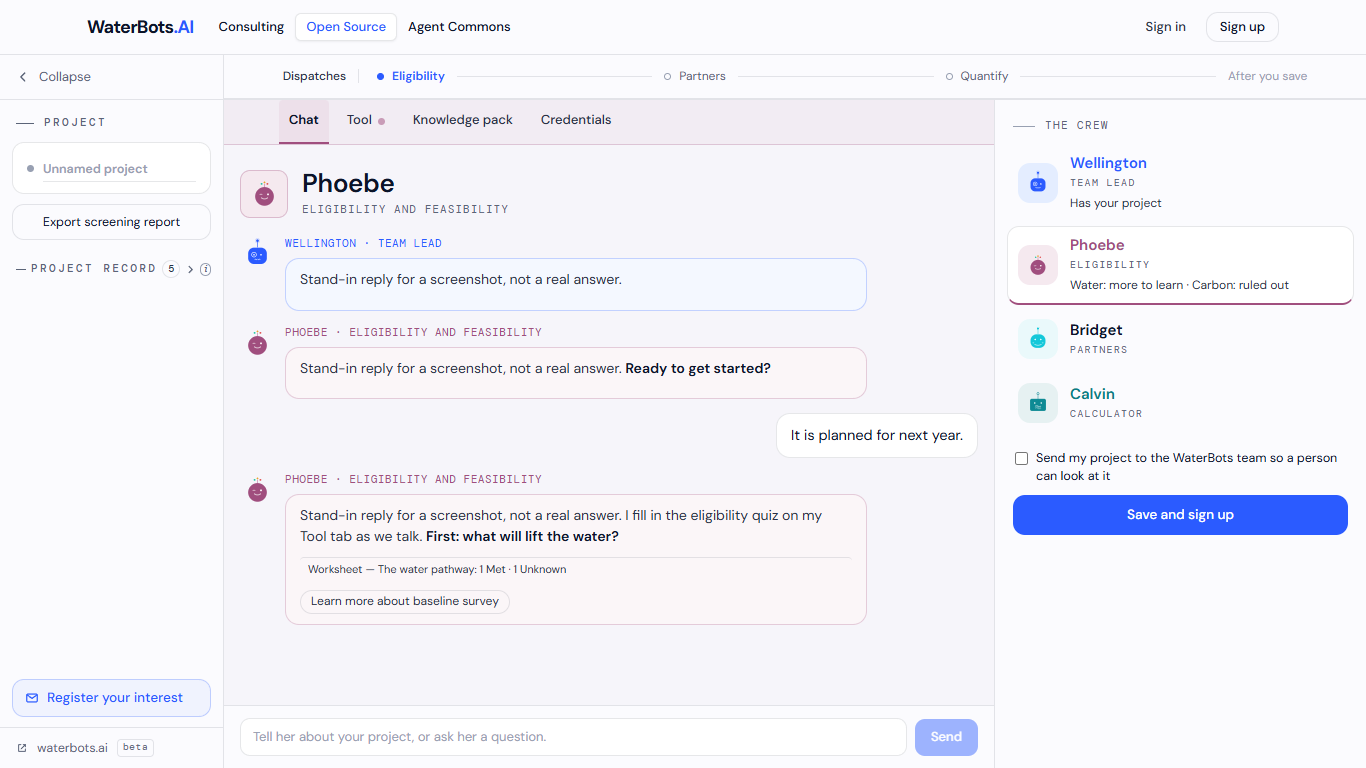 WaterBots.AI Consulting Open Source Agent Commons Sign in Sign up
Collapse
Dispatches Eligibility Partners Quantify After you save
PROJECT
Unnamed project
Export screening report
PROJECT RECORD 5
Register your interest
waterbots.ai beta
Chat Tool Knowledge pack Credentials
Phoebe
ELIGIBILITY AND FEASIBILITY
WELLINGTON · TEAM LEAD
Stand-in reply for a screenshot, not a real answer.
PHOEBE · ELIGIBILITY AND FEASIBILITY
Stand-in reply for a screenshot, not a real answer. Ready to get started?
It is planned for next year.
PHOEBE · ELIGIBILITY AND FEASIBILITY
Stand-in reply for a screenshot, not a real answer. I fill in the eligibility quiz on my
Tool tab as we talk. First: what will lift the water?
Worksheet — The water pathway: 1 Met · 1 Unknown
Learn more about baseline survey
Tell her about your project, or ask her a question.
Send
THE CREW
Wellington
TEAM LEAD
Has your project
Phoebe
ELIGIBILITY
Water: more to learn · Carbon: ruled out
Bridget
PARTNERS
Calvin
CALCULATOR
Send my project to the WaterBots team so a person
can look at it
Save and sign up